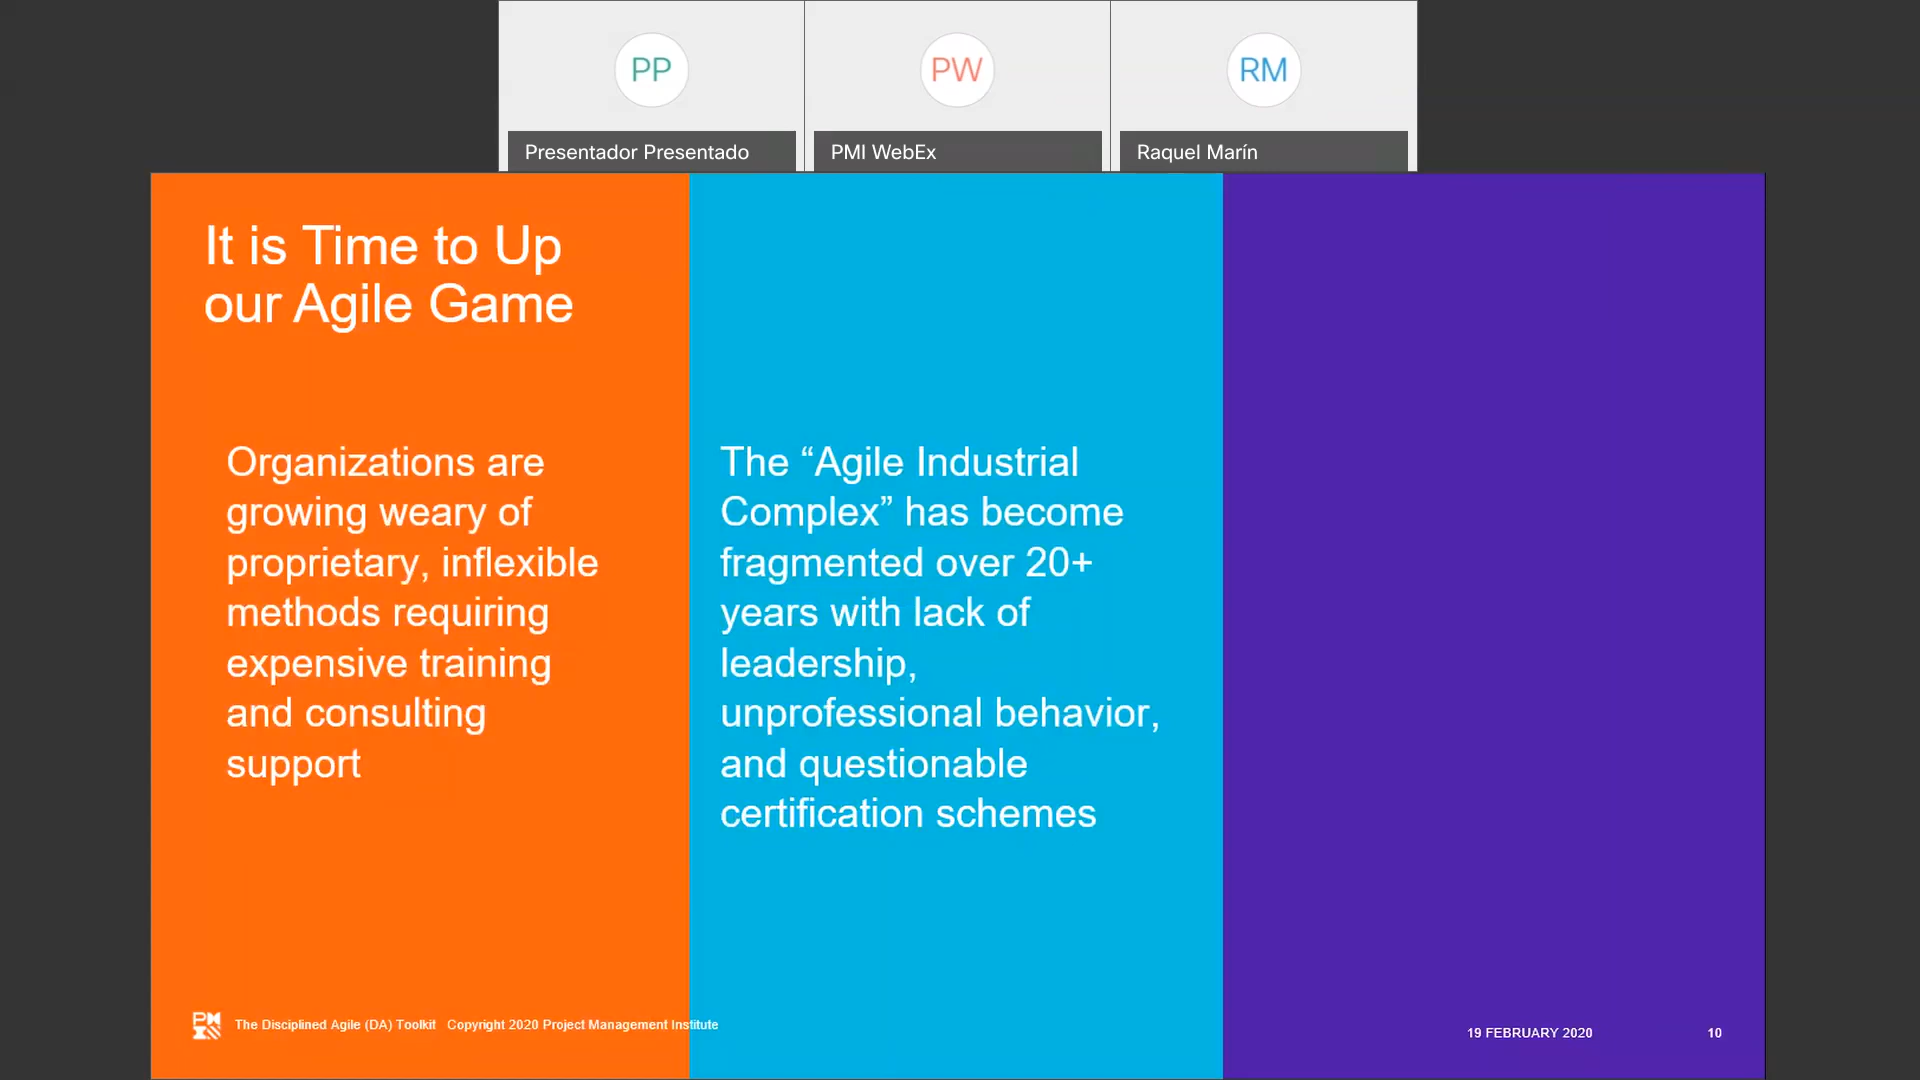 PP
PW
RM
Presentador Presentado
PMI WebEx
Raquel Marín
It is Time to Up
our Agile Game
Organizations are
growing weary of
proprietary, inflexible
methods requiring
expensive training
and consulting
support
The “Agile Industrial
Complex” has become
fragmented over 20+
years with lack of
leadership,
unprofessional behavior,
and questionable
certification schemes
The Disciplined Agile (DA) Toolkit Copyright 2020 Project Management Institute
19 FEBRUARY 2020
10